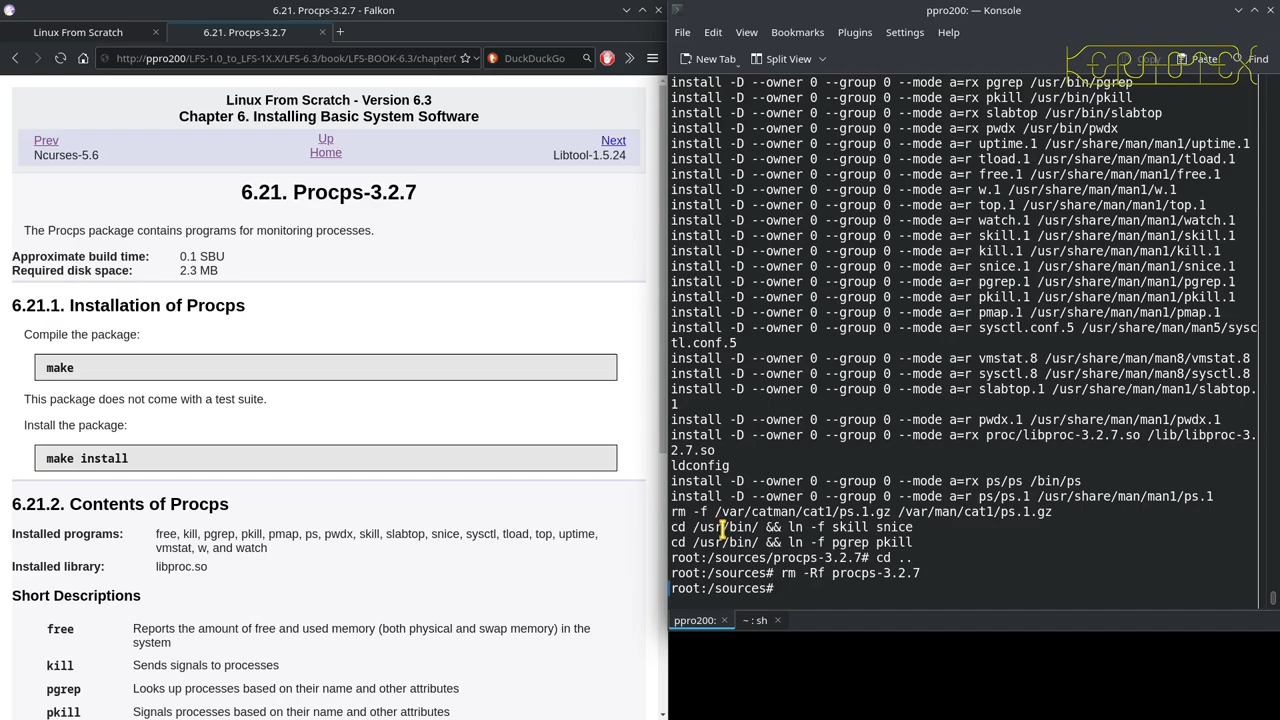 6.21. Procps-3.2.7 - Falkon
Linux From Scratch
6.21. Procps-3.2.7
http://ppro200/LFS-1.0_to_LFS-1X.X/LFS-6.3/book/LFS-BOOK-6.3/chapter0
DuckDuckGo
Linux From Scratch - Version 6.3
Chapter 6. Installing Basic System Software
Prev
Up
Next
Ncurses-5.6
Home
Libtool-1.5.24
6.21. Procps-3.2.7
The Procps package contains programs for monitoring processes.
Approximate build time: 0.1 SBU
Required disk space: 2.3 MB
6.21.1. Installation of Procps
Compile the package:
make
This package does not come with a test suite.
Install the package:
make install
6.21.2. Contents of Procps
Installed programs: free, kill, pgrep, pkill, pmap, ps, pwdx, skill, slabtop, snice, sysctl, tload, top, uptime,
vmstat, w, and watch
Installed library: libproc.so
Short Descriptions
free Reports the amount of free and used memory (both physical and swap memory) in the
system
kill Sends signals to processes
pgrep Looks up processes based on their name and other attributes
pkill Signals processes based on their name and other attributes
ppro200: — Konsole
File Edit View Bookmarks Plugins Settings Help
New Tab Split View Copy Paste Find
install -D --owner 0 --group 0 --mode a=rx pgrep /usr/bin/pgrep
install -D --owner 0 --group 0 --mode a=rx pkill /usr/bin/pkill
install -D --owner 0 --group 0 --mode a=rx slabtop /usr/bin/slabtop
install -D --owner 0 --group 0 --mode a=rx pwdx /usr/bin/pwdx
install -D --owner 0 --group 0 --mode a=r uptime.1 /usr/share/man/man1/uptime.1
install -D --owner 0 --group 0 --mode a=r tload.1 /usr/share/man/man1/tload.1
install -D --owner 0 --group 0 --mode a=r free.1 /usr/share/man/man1/free.1
install -D --owner 0 --group 0 --mode a=r w.1 /usr/share/man/man1/w.1
install -D --owner 0 --group 0 --mode a=r top.1 /usr/share/man/man1/top.1
install -D --owner 0 --group 0 --mode a=r watch.1 /usr/share/man/man1/watch.1
install -D --owner 0 --group 0 --mode a=r skill.1 /usr/share/man/man1/skill.1
install -D --owner 0 --group 0 --mode a=r kill.1 /usr/share/man/man1/kill.1
install -D --owner 0 --group 0 --mode a=r snice.1 /usr/share/man/man1/snice.1
install -D --owner 0 --group 0 --mode a=r pgrep.1 /usr/share/man/man1/pgrep.1
install -D --owner 0 --group 0 --mode a=r pkill.1 /usr/share/man/man1/pkill.1
install -D --owner 0 --group 0 --mode a=r pmap.1 /usr/share/man/man1/pmap.1
install -D --owner 0 --group 0 --mode a=r sysctl.conf.5 /usr/share/man/man5/sysc
tl.conf.5
install -D --owner 0 --group 0 --mode a=r vmstat.8 /usr/share/man/man8/vmstat.8
install -D --owner 0 --group 0 --mode a=r sysctl.8 /usr/share/man/man8/sysctl.8
install -D --owner 0 --group 0 --mode a=r slabtop.1 /usr/share/man/man1/slabtop.
1
install -D --owner 0 --group 0 --mode a=r pwdx.1 /usr/share/man/man1/pwdx.1
install -D --owner 0 --group 0 --mode a=rx proc/libproc-3.2.7.so /lib/libproc-3.
2.7.so
ldconfig
install -D --owner 0 --group 0 --mode a=rx ps/ps /bin/ps
install -D --owner 0 --group 0 --mode a=r ps/ps.1 /usr/share/man/man1/ps.1
rm -f /var/catman/cat1/ps.1.gz /var/man/cat1/ps.1.gz
cd /usr/bin/ && ln -f skill snice
cd /usr/bin/ && ln -f pgrep pkill
root:/sources/procps-3.2.7# cd ..
root:/sources# rm -Rf procps-3.2.7
root:/sources#
ppro200:
~ : sh